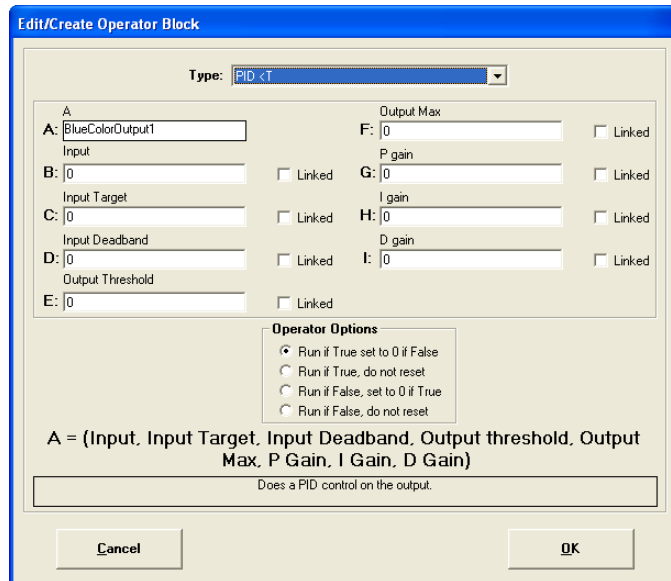 Edit/Create Operator Block
Type: PID <T
A
A: BlueColorOutput1
Input
B: 0 Linked
Input Target
C: 0 Linked
Input Deadband
D: 0 Linked
Output Threshold
E: 0 Linked
Output Max
F: 0 Linked
P gain
G: 0 Linked
I gain
H: 0 Linked
D gain
I: 0 Linked
Operator Options
Run if True set to 0 if False
Run if True, do not reset
Run if False, set to 0 if True
Run if False, do not reset
A = (Input, Input Target, Input Deadband, Output threshold, Output
Max, P Gain, I Gain, D Gain)
Does a PID control on the output.
Cancel
OK